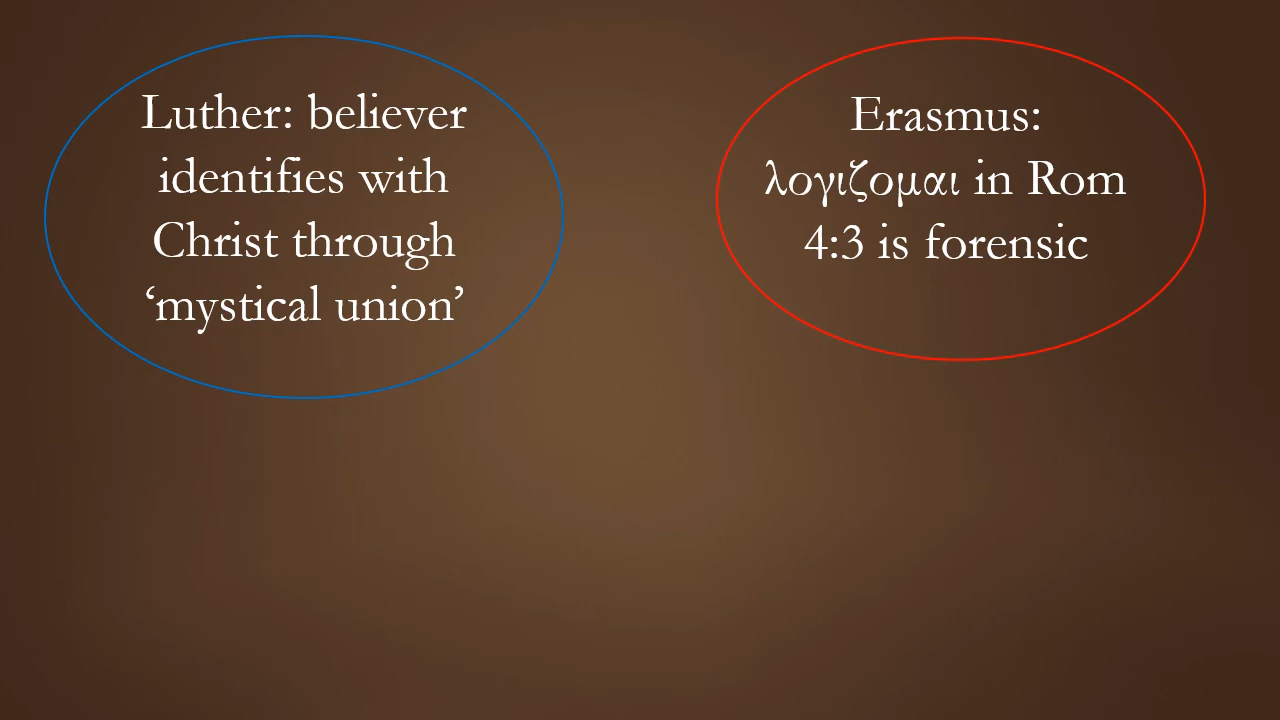 Luther: believer
identifies with
Christ through
‘mystical union’
Erasmus:
λογιζομαι in Rom
4:3 is forensic